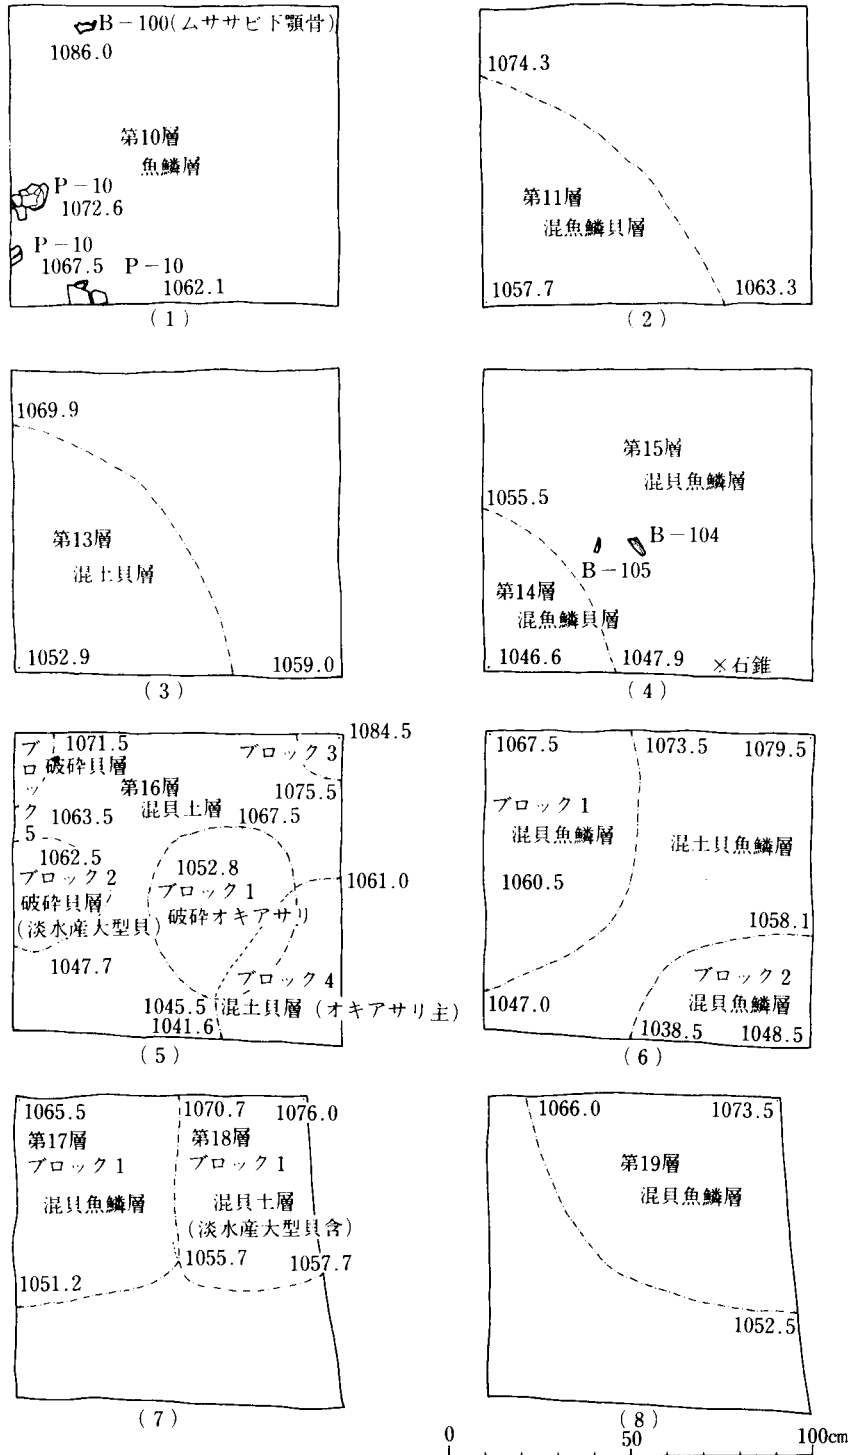 B－100(ムササビ下顎骨)
1086.0
第10層
魚鱗層
P－10
1072.6
P－10
1067.5
P－10
1062.1
(1)
1074.3
第11層
混魚鱗貝層
1057.7
1063.3
(2)
1069.9
第13層
混土貝層
1052.9
1059.0
(3)
第15層
混貝魚鱗層
1055.5
B－104
B－105
第14層
混魚鱗貝層
1046.6
1047.9
×石錐
(4)
1084.5
ブロック5
1071.5
破砕貝層
ブロック3
第16層
混貝土層
1075.5
1063.5
1067.5
1062.5
1052.8
1061.0
ブロック2
破砕貝層
(淡水産大型貝)
ブロック1
破砕オキアサリ
1047.7
ブロック4
混土貝層(オキアサリ主)
1045.5
1041.6
(5)
1067.5
1073.5
1079.5
ブロック1
混貝魚鱗層
混土貝魚鱗層
1060.5
1058.1
ブロック2
混貝魚鱗層
1047.0
1038.5
1048.5
(6)
1065.5
1070.7
1076.0
第17層
ブロック1
混貝魚鱗層
第18層
ブロック1
混貝土層
(淡水産大型貝含)
1051.2
1055.7
1057.7
(7)
1066.0
1073.5
第19層
混貝魚鱗層
1052.5
(8)
0
50
100cm